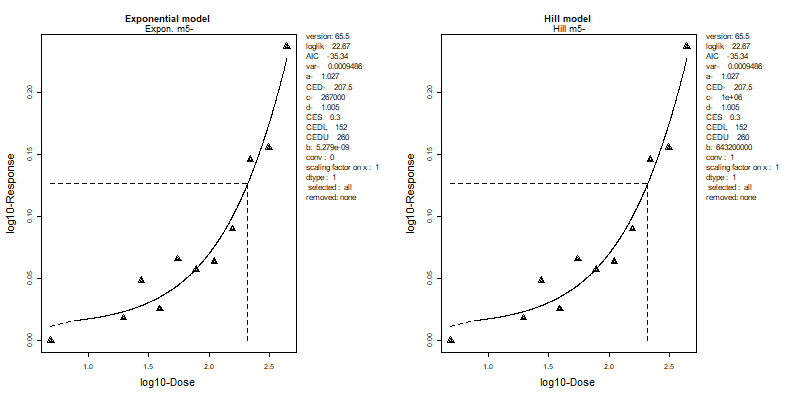 Exponential model
Expon. m5-
version: 65.5
loglik 22.67
AIC -35.34
var- 0.0009486
a- 1.027
CED- 207.5
c- 267000
d- 1.005
CES 0.3
CEDL 152
CEDU 260
b: 5.279e-09
conv : 0
scaling factor on x : 1
dtype : 1
selected : all
removed: none
log10-Response
0.00
0.05
0.10
0.15
0.20
1.0
1.5
2.0
2.5
log10-Dose
Hill model
Hill m5-
version: 65.5
loglik 22.67
AIC -35.34
var- 0.0009486
a- 1.027
CED- 207.5
c- 1e+06
d- 1.005
CES 0.3
CEDL 152
CEDU 260
b: 643200000
conv : 1
scaling factor on x : 1
dtype : 1
selected : all
removed: none
log10-Response
0.00
0.05
0.10
0.15
0.20
1.0
1.5
2.0
2.5
log10-Dose